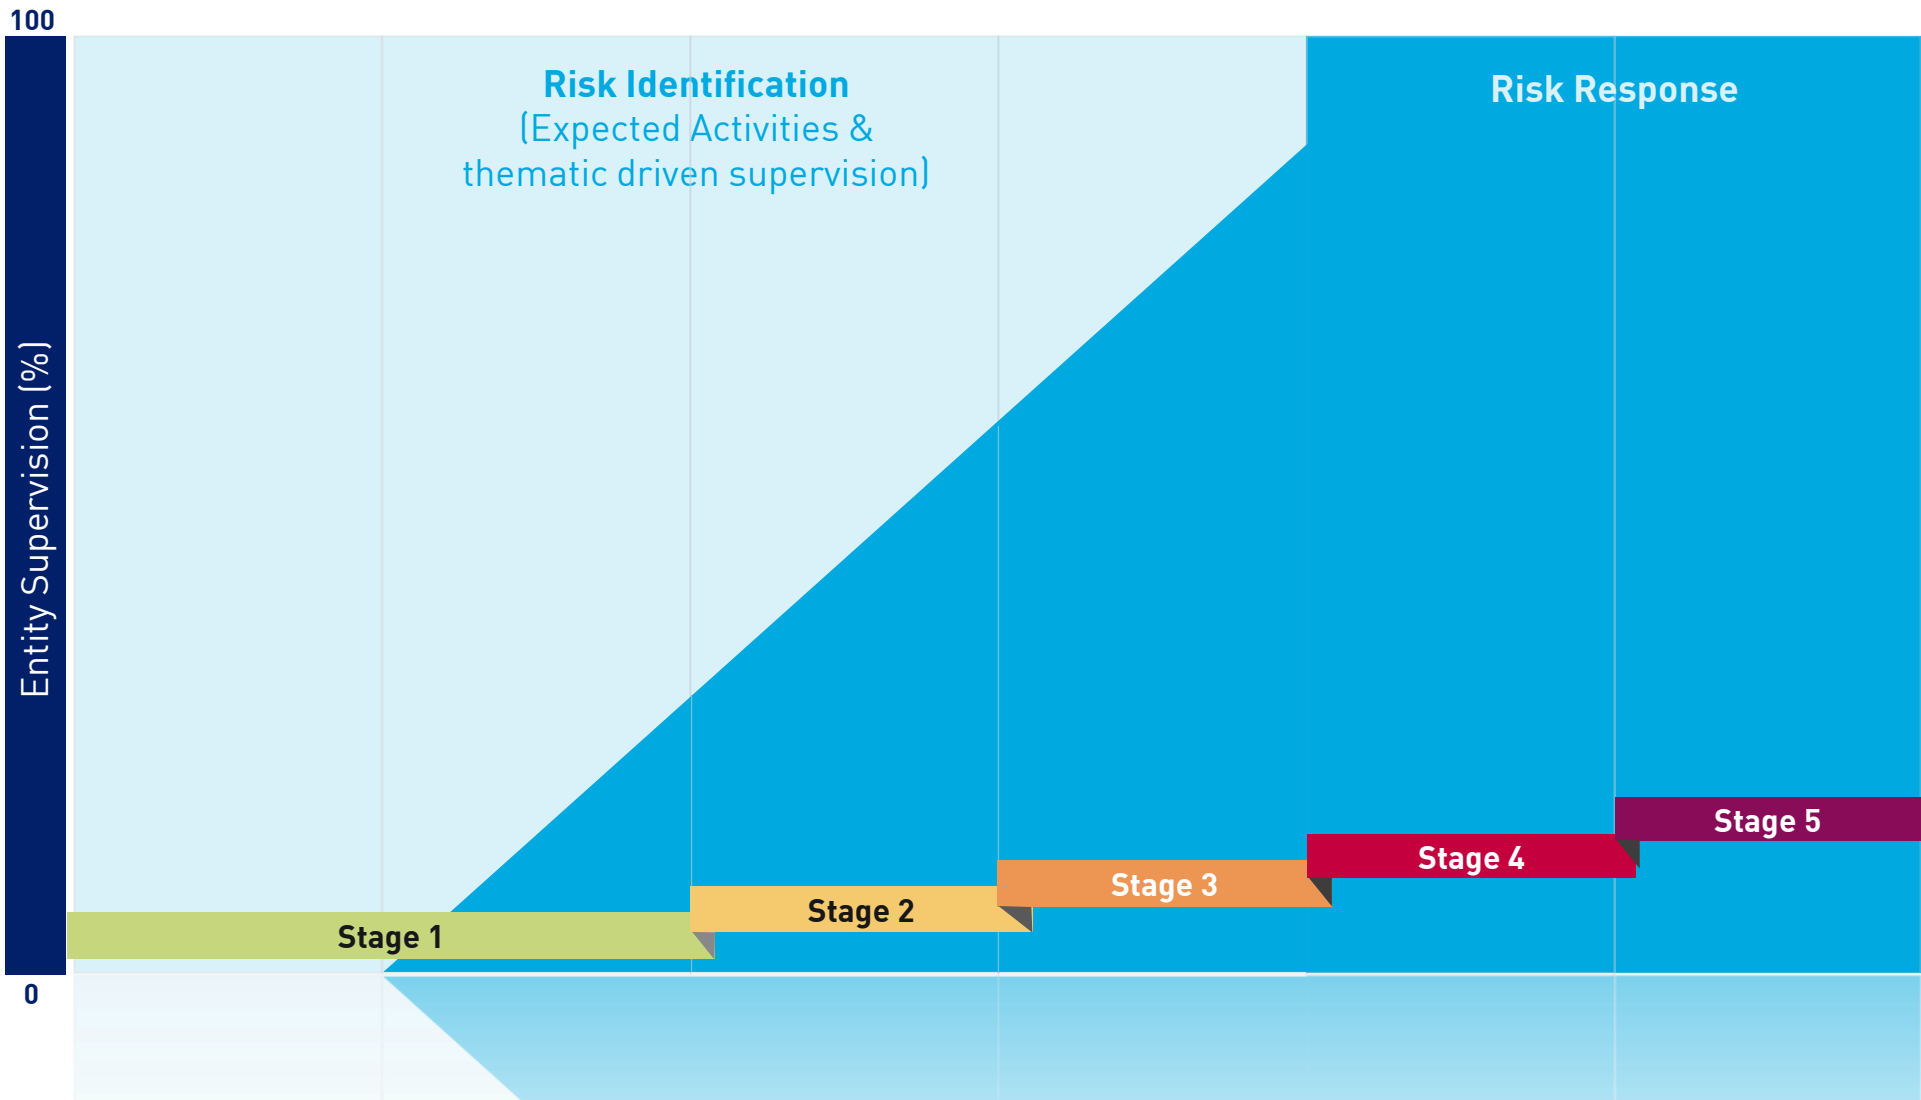 100
Risk Identification
(Expected Activities &
thematic driven supervision)
Risk Response
Entity Supervision (%)
Stage 5
Stage 4
Stage 3
Stage 2
Stage 1
0